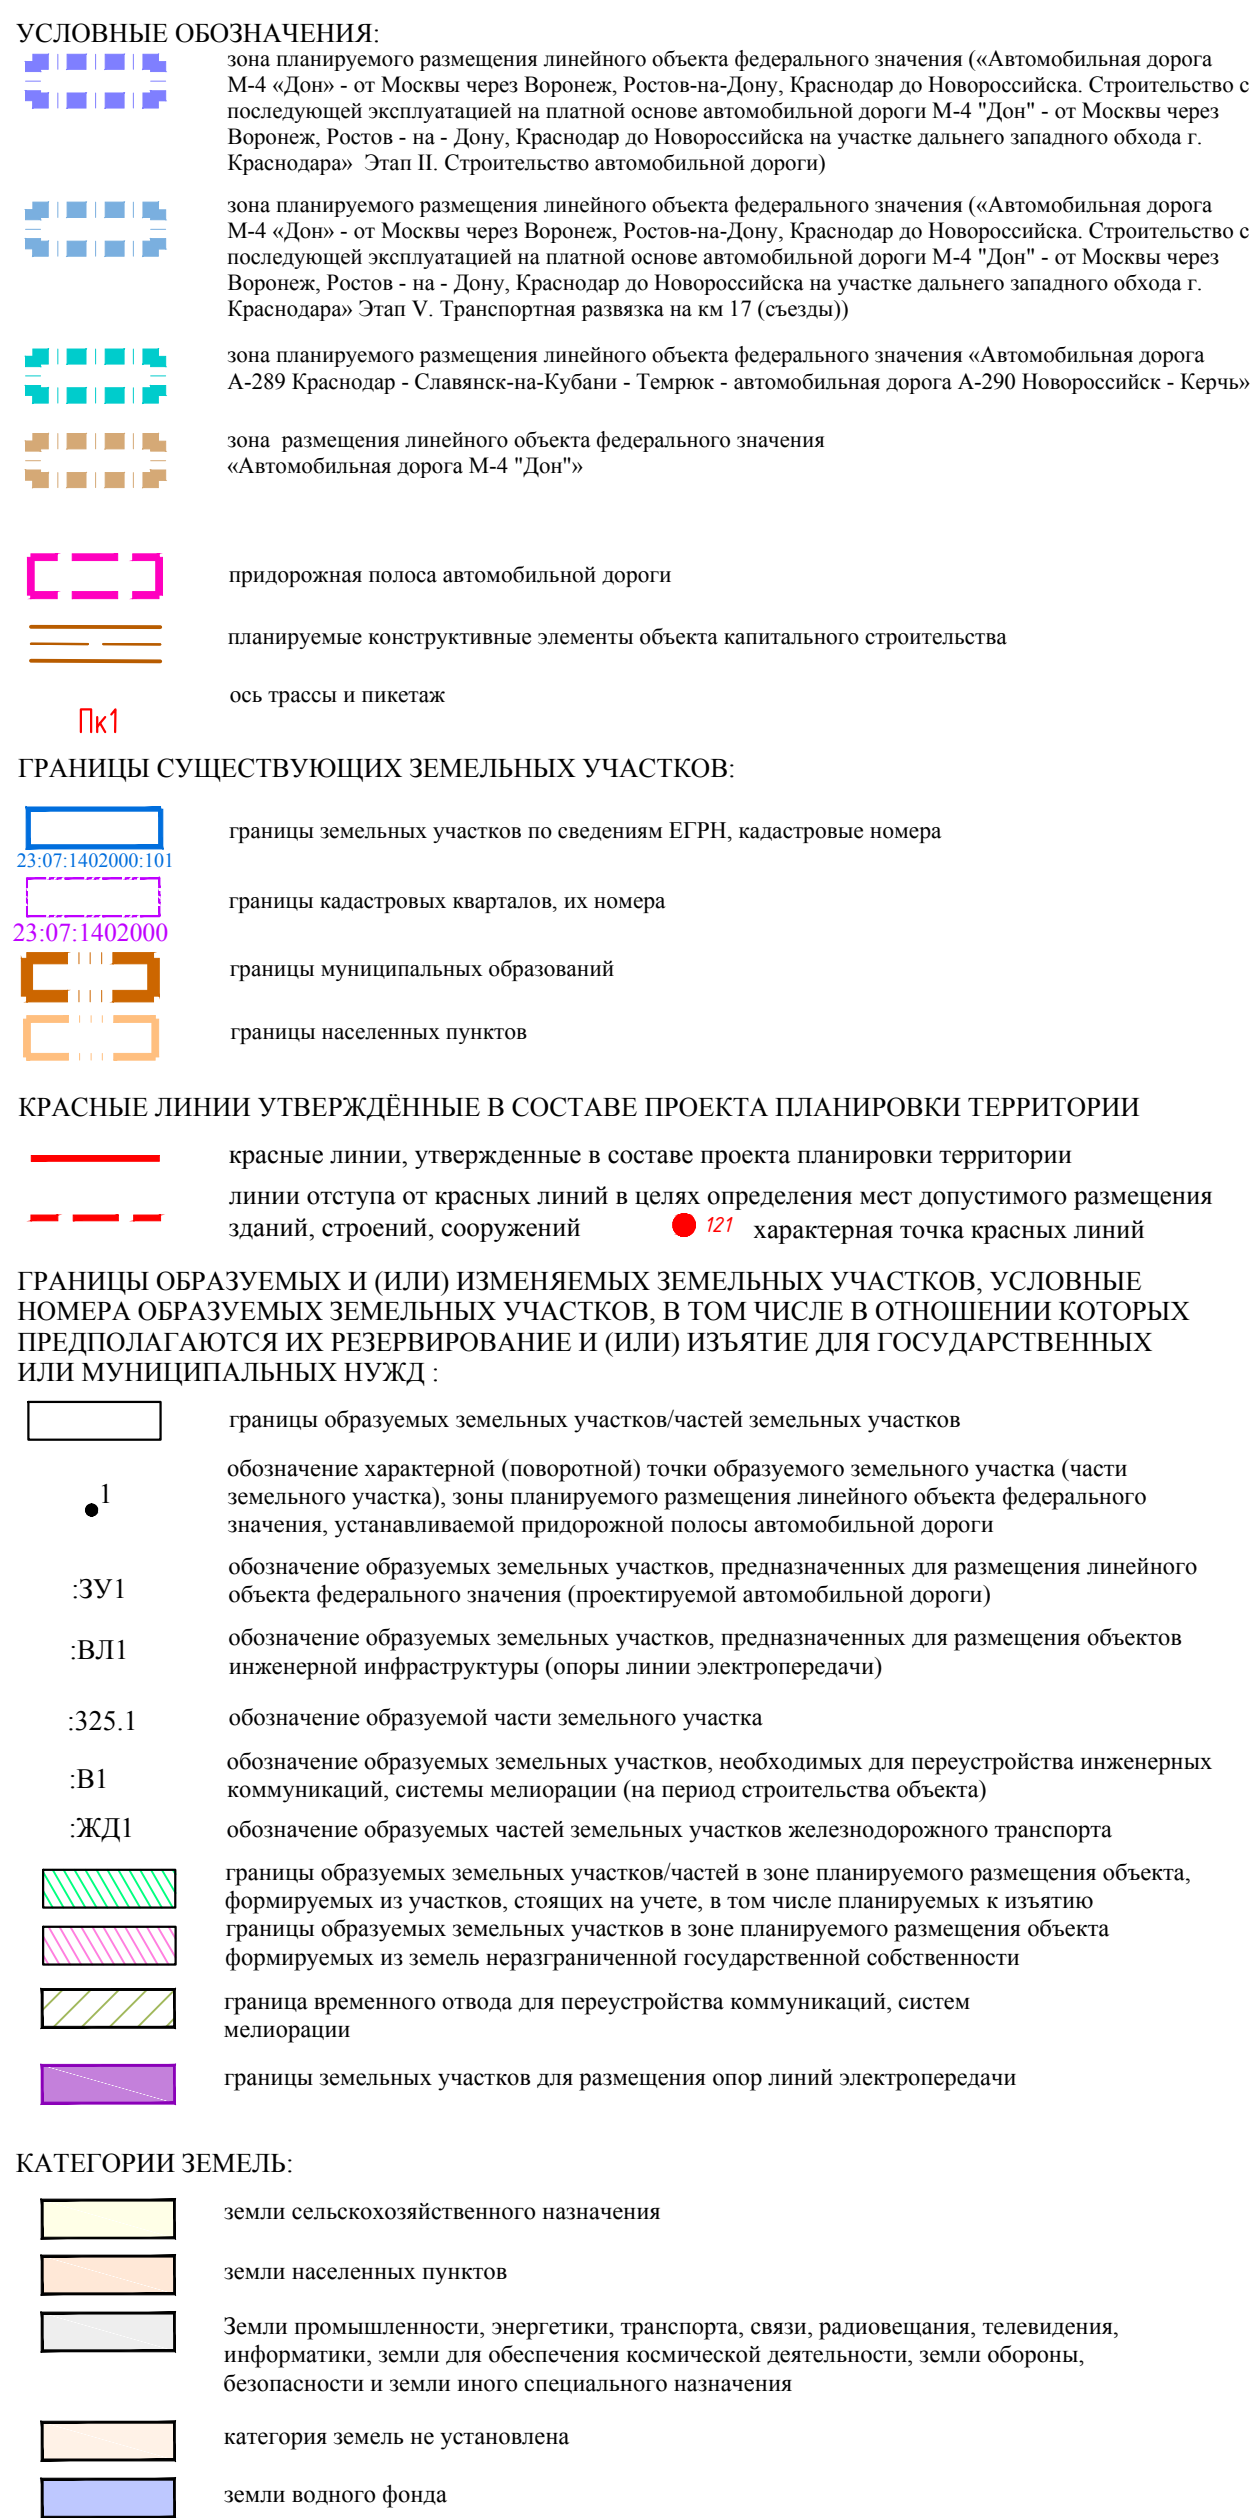 УСЛОВНЫЕ ОБОЗНАЧЕНИЯ:
зона планируемого размещения линейного объекта федерального значения («Автомобильная дорога
М-4 «Дон» - от Москвы через Воронеж, Ростов-на-Дону, Краснодар до Новороссийска. Строительство с
последующей эксплуатацией на платной основе автомобильной дороги М-4 "Дон" - от Москвы через
Воронеж, Ростов - на - Дону, Краснодар до Новороссийска на участке дальнего западного обхода г.
Краснодара» Этап II. Строительство автомобильной дороги)
зона планируемого размещения линейного объекта федерального значения («Автомобильная дорога
М-4 «Дон» - от Москвы через Воронеж, Ростов-на-Дону, Краснодар до Новороссийска. Строительство с
последующей эксплуатацией на платной основе автомобильной дороги М-4 "Дон" - от Москвы через
Воронеж, Ростов - на - Дону, Краснодар до Новороссийска на участке дальнего западного обхода г.
Краснодара» Этап V. Транспортная развязка на км 17 (съезды))
зона планируемого размещения линейного объекта федерального значения «Автомобильная дорога
А-289 Краснодар - Славянск-на-Кубани - Темрюк - автомобильная дорога А-290 Новороссийск - Керчь»
зона размещения линейного объекта федерального значения
«Автомобильная дорога М-4 "Дон"»
придорожная полоса автомобильной дороги
планируемые конструктивные элементы объекта капитального строительства
ось трассы и пикетаж
Пк1
ГРАНИЦЫ СУЩЕСТВУЮЩИХ ЗЕМЕЛЬНЫХ УЧАСТКОВ:
границы земельных участков по сведениям ЕГРН, кадастровые номера
23:07:1402000:101
границы кадастровых кварталов, их номера
23:07:1402000
границы муниципальных образований
границы населенных пунктов
КРАСНЫЕ ЛИНИИ УТВЕРЖДЁННЫЕ В СОСТАВЕ ПРОЕКТА ПЛАНИРОВКИ ТЕРРИТОРИИ
красные линии, утвержденные в составе проекта планировки территории
линии отступа от красных линий в целях определения мест допустимого размещения
зданий, строений, сооружений 121 характерная точка красных линий
ГРАНИЦЫ ОБРАЗУЕМЫХ И (ИЛИ) ИЗМЕНЯЕМЫХ ЗЕМЕЛЬНЫХ УЧАСТКОВ, УСЛОВНЫЕ
НОМЕРА ОБРАЗУЕМЫХ ЗЕМЕЛЬНЫХ УЧАСТКОВ, В ТОМ ЧИСЛЕ В ОТНОШЕНИИ КОТОРЫХ
ПРЕДПОЛАГАЮТСЯ ИХ РЕЗЕРВИРОВАНИЕ И (ИЛИ) ИЗЪЯТИЕ ДЛЯ ГОСУДАРСТВЕННЫХ
ИЛИ МУНИЦИПАЛЬНЫХ НУЖД :
границы образуемых земельных участков/частей земельных участков
1
обозначение характерной (поворотной) точки образуемого земельного участка (части
земельного участка), зоны планируемого размещения линейного объекта федерального
значения, устанавливаемой придорожной полосы автомобильной дороги
:ЗУ1
обозначение образуемых земельных участков, предназначенных для размещения линейного
объекта федерального значения (проектируемой автомобильной дороги)
:ВЛ1
обозначение образуемых земельных участков, предназначенных для размещения объектов
инженерной инфраструктуры (опоры линии электропередачи)
:325.1
обозначение образуемой части земельного участка
:В1
обозначение образуемых земельных участков, необходимых для переустройства инженерных
коммуникаций, системы мелиорации (на период строительства объекта)
:ЖД1
обозначение образуемых частей земельных участков железнодорожного транспорта
границы образуемых земельных участков/частей в зоне планируемого размещения объекта,
формируемых из участков, стоящих на учете, в том числе планируемых к изъятию
границы образуемых земельных участков в зоне планируемого размещения объекта
формируемых из земель неразграниченной государственной собственности
граница временного отвода для переустройства коммуникаций, систем
мелиорации
границы земельных участков для размещения опор линий электропередачи
КАТЕГОРИИ ЗЕМЕЛЬ:
земли сельскохозяйственного назначения
земли населенных пунктов
Земли промышленности, энергетики, транспорта, связи, радиовещания, телевидения,
информатики, земли для обеспечения космической деятельности, земли обороны,
безопасности и земли иного специального назначения
категория земель не установлена
земли водного фонда